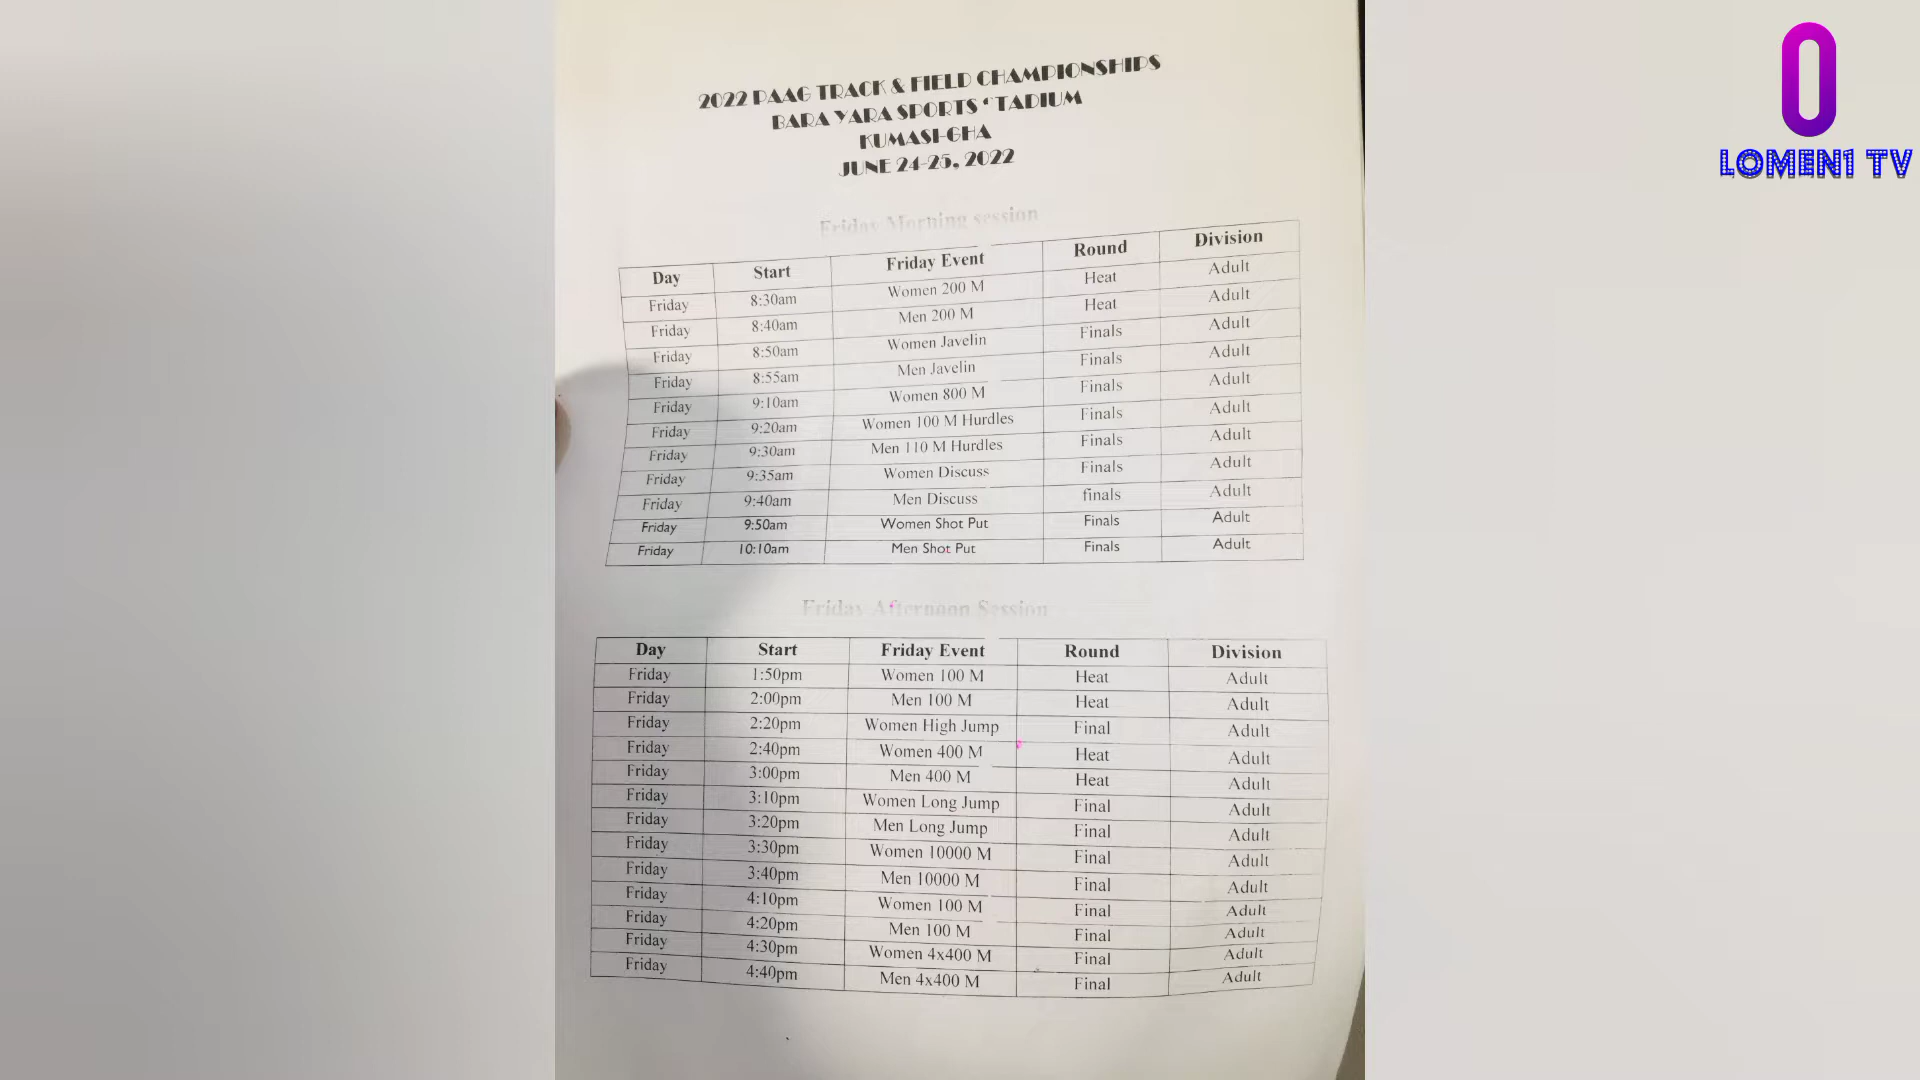 2022 PAAG TRACK & FIELD CHAMPIONSHIPS
BARA YARA SPORTS STADIUM
KUMASI-GHA
JUNE 24-25, 2022
LOMEN1 TV
Friday Morning session
Day Start Friday Event Round Division
Friday 8:30am Women 200 M Heat Adult
Friday 8:40am Men 200 M Heat Adult
Friday 8:50am Women Javelin Finals Adult
Friday 8:55am Men Javelin Finals Adult
Friday 9:10am Women 800 M Finals Adult
Friday 9:20am Women 100 M Hurdles Finals Adult
Friday 9:30am Men 110 M Hurdles Finals Adult
Friday 9:35am Women Discuss Finals Adult
Friday 9:40am Men Discuss finals Adult
Friday 9:50am Women Shot Put Finals Adult
Friday 10:10am Men Shot Put Finals Adult
Friday Afternoon Session
Day Start Friday Event Round Division
Friday 1:50pm Women 100 M Heat Adult
Friday 2:00pm Men 100 M Heat Adult
Friday 2:20pm Women High Jump Final Adult
Friday 2:40pm Women 400 M Heat Adult
Friday 3:00pm Men 400 M Heat Adult
Friday 3:10pm Women Long Jump Final Adult
Friday 3:20pm Men Long Jump Final Adult
Friday 3:30pm Women 10000 M Final Adult
Friday 3:40pm Men 10000 M Final Adult
Friday 4:10pm Women 100 M Final Adult
Friday 4:20pm Men 100 M Final Adult
Friday 4:30pm Women 4x400 M Final Adult
Friday 4:40pm Men 4x400 M Final Adult